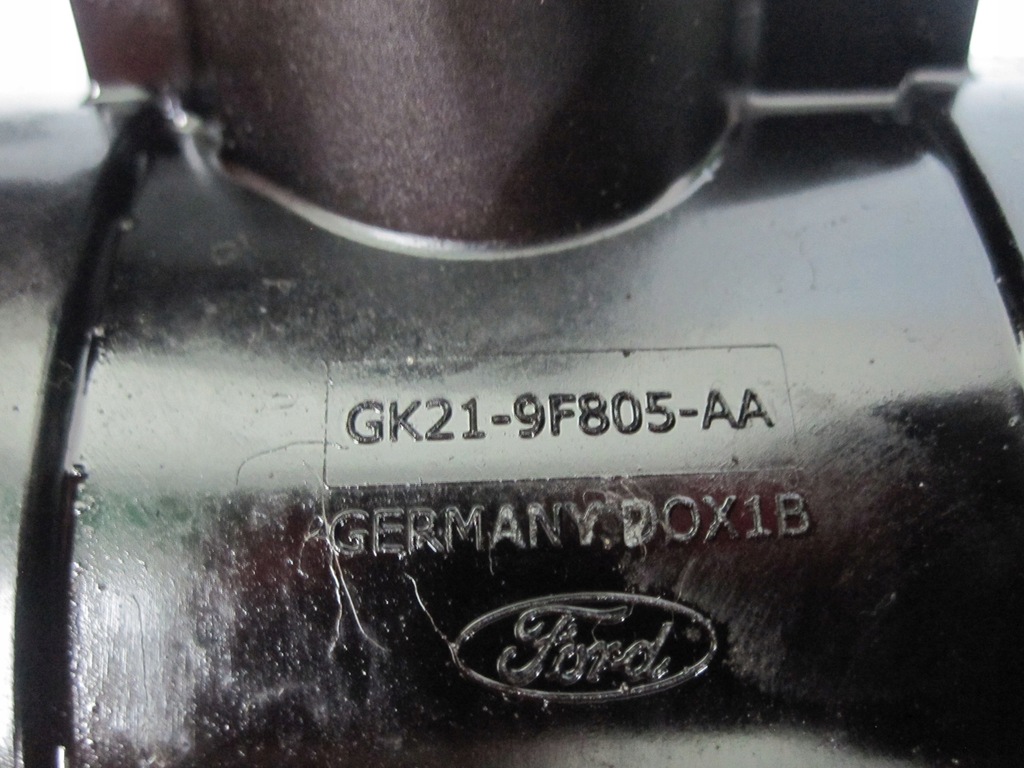 GK21-9F805-AA
GERMANY DOX1B
Ford